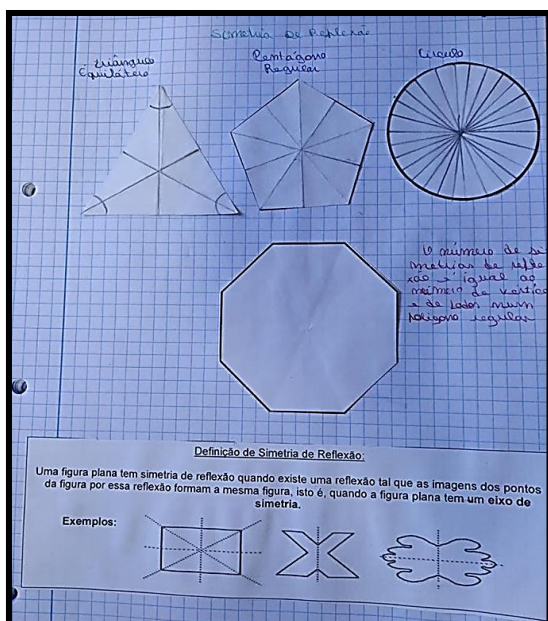 Simetria de Reflexão
triângulo
Equilátero
Pentágono
Regular
Círculo
O número de si
metrias de refle
xão é igual ao
número de vértice
e de lados num
polígono regular
Definição de Simetria de Reflexão:
Uma figura plana tem simetria de reflexão quando existe uma reflexão tal que as imagens dos pontos
da figura por essa reflexão formam a mesma figura, isto é, quando a figura plana tem um eixo de
simetria.
Exemplos: